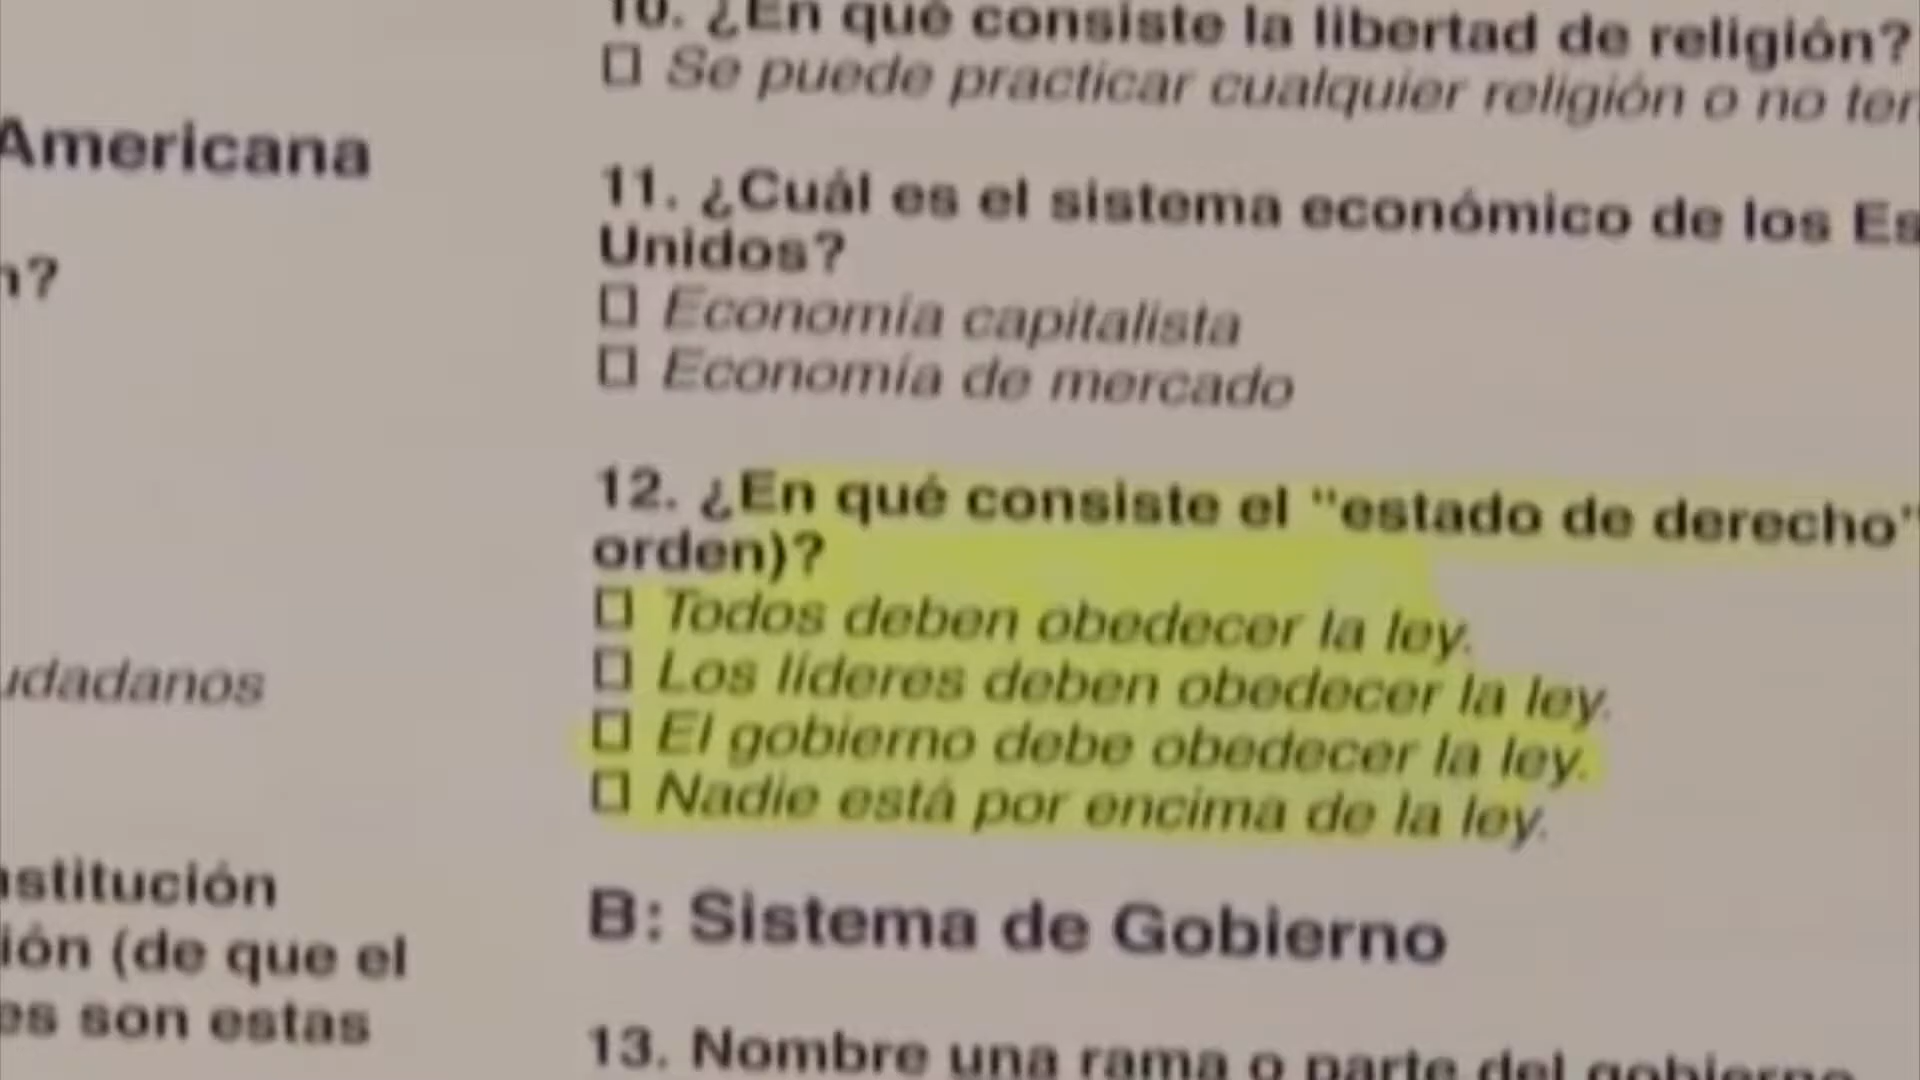 Americana
n?
udadanos
nstitución
ión (de que el
es son estas
10. ¿En qué consiste la libertad de religión?
□ Se puede practicar cualquier religión o no ten
11. ¿Cuál es el sistema económico de los Es
Unidos?
□ Economía capitalista
□ Economía de mercado
12. ¿En qué consiste el "estado de derecho"
orden)?
□ Todos deben obedecer la ley.
□ Los líderes deben obedecer la ley.
□ El gobierno debe obedecer la ley.
□ Nadie está por encima de la ley.
B: Sistema de Gobierno
13. Nombre una rama o parte del gobierno.